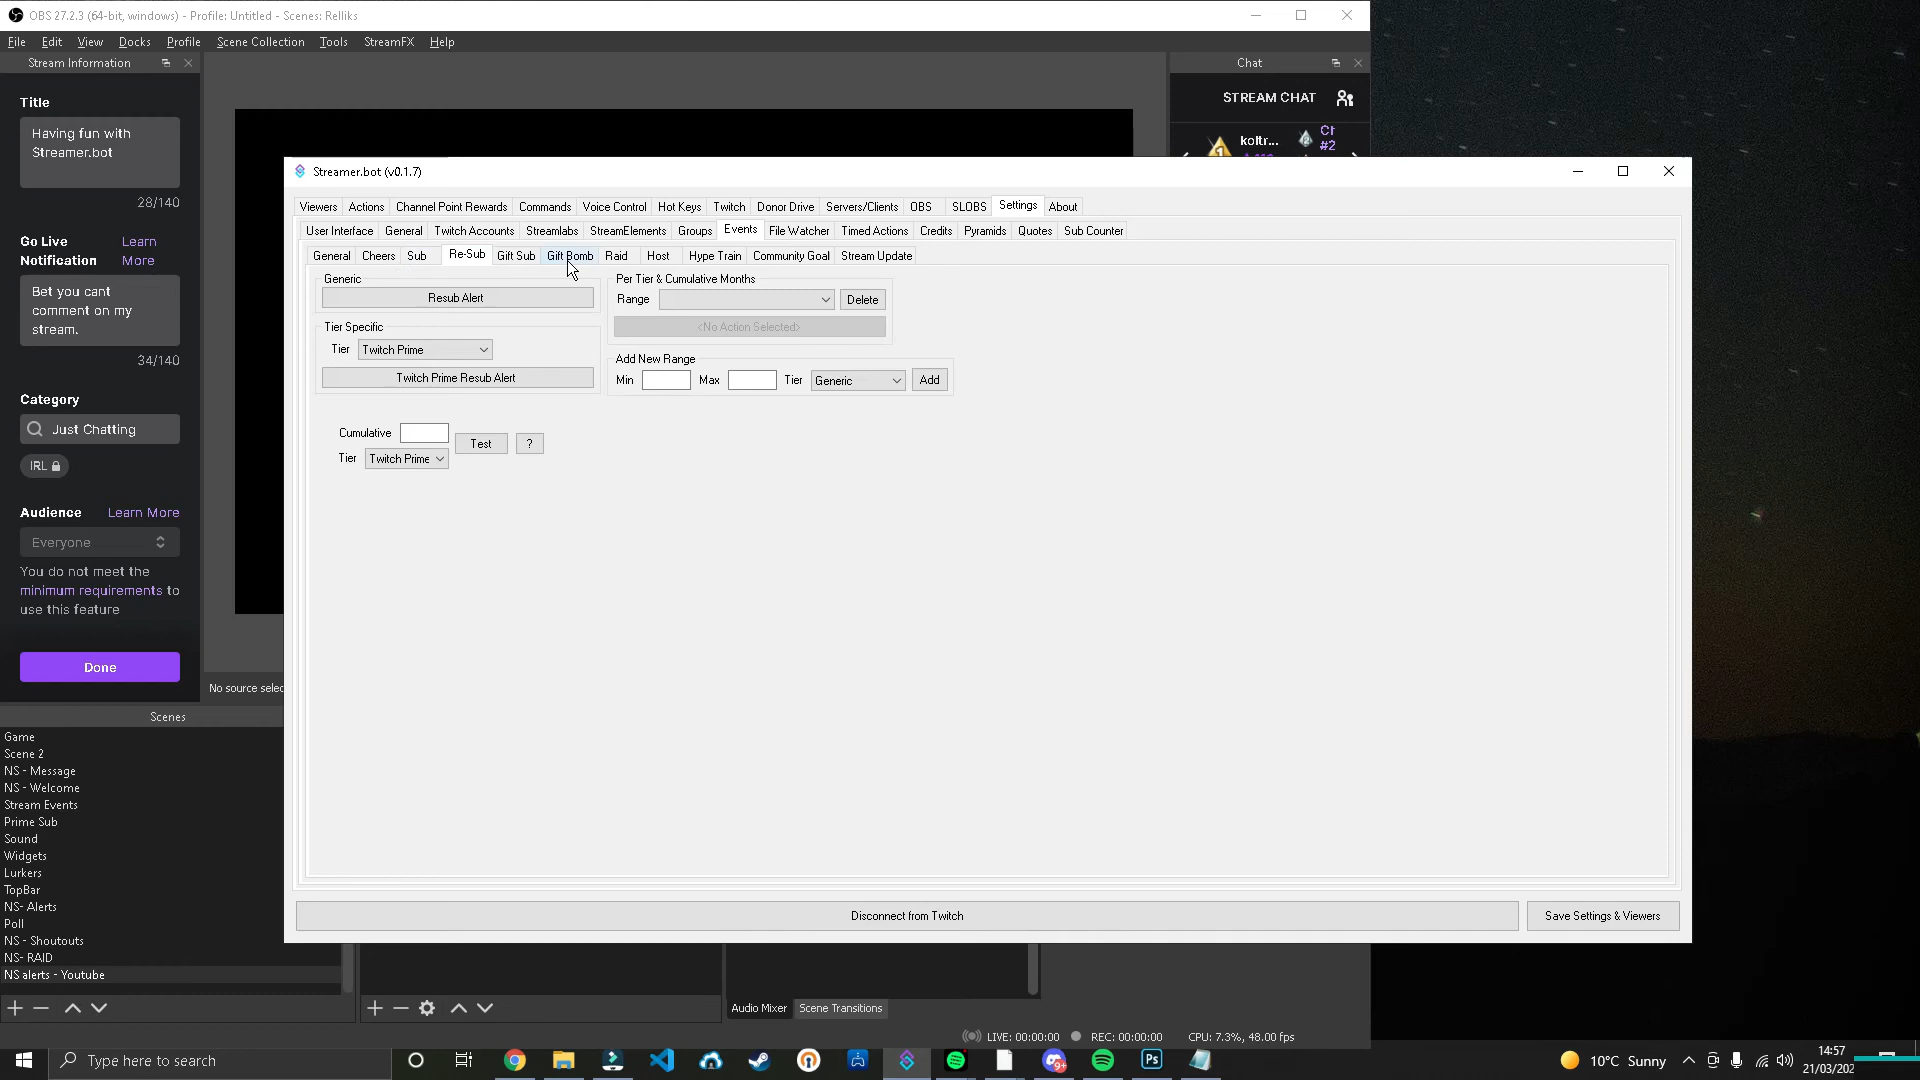 OBS 27.2.3 (64-bit, windows) - Profile: Untitled - Scenes: Relliks
File Edit View Docks Profile Scene Collection Tools StreamFX Help
Stream Information
Chat
Title
Having fun with
Streamer.bot
28/140
Go Live
Notification
Learn
More
Bet you cant
comment on my
stream.
34/140
Category
Just Chatting
IRL
Audience
Learn More
Everyone
You do not meet the
minimum requirements to
use this feature
Done
STREAM CHAT
koltr...
#2
Streamer.bot (v0.1.7)
Viewers Actions Channel Point Rewards Commands Voice Control Hot Keys Twitch Donor Drive Servers/Clients OBS SLOBS Settings About
User Interface General Twitch Accounts Streamlabs StreamElements Groups Events File Watcher Timed Actions Credits Pyramids Quotes Sub Counter
General Cheers Sub Re-Sub Gift Sub Gift Bomb Raid Host Hype Train Community Goal Stream Update
Generic
Resub Alert
Tier Specific
Tier Twitch Prime
Twitch Prime Resub Alert
Per Tier & Cumulative Months
Range Delete
<No Action Selected>
Add New Range
Min Max Tier Generic Add
Cumulative
Tier Twitch Prime
Test ?
Disconnect from Twitch
Save Settings & Viewers
No source selec
Scenes
Game
Scene 2
NS - Message
NS - Welcome
Stream Events
Prime Sub
Sound
Widgets
Lurkers
TopBar
NS- Alerts
Poll
NS - Shoutouts
NS- RAID
NS alerts - Youtube
Audio Mixer Scene Transitions
LIVE: 00:00:00 REC: 00:00:00 CPU: 7.3%, 48.00 fps
Type here to search
Ps
10°C Sunny
14:57
21/03/202